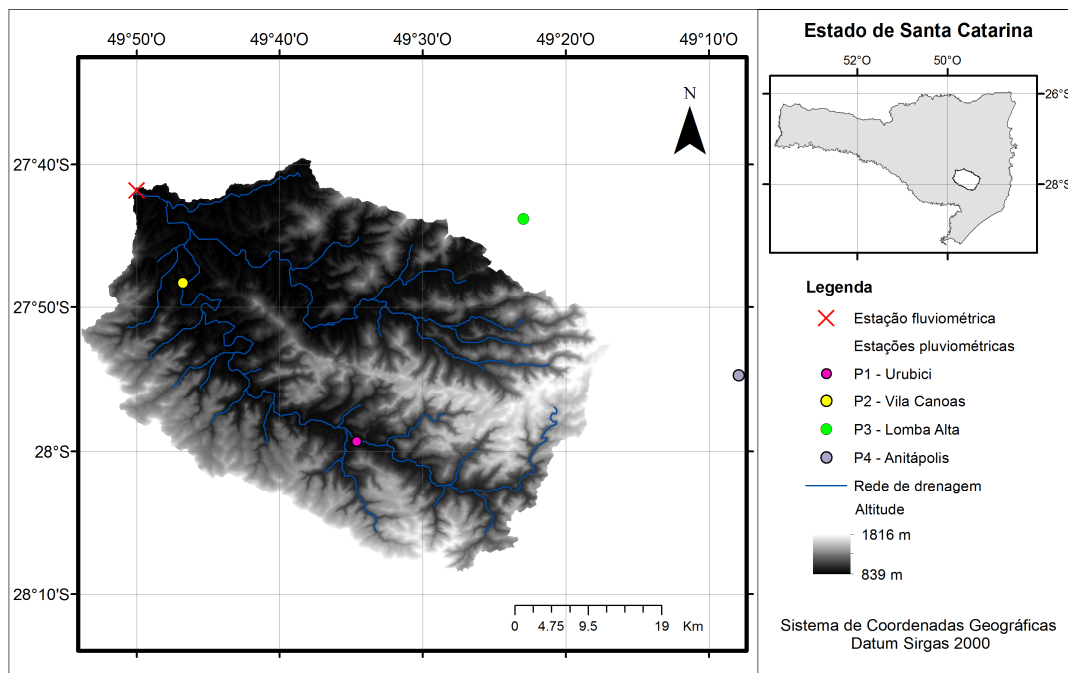 49°50'O 49°40'O 49°30'O 49°20'O 49°10'O
27°40'S
27°50'S
28°S
28°10'S
N
0 4.75 9.5 19 Km
Estado de Santa Catarina
52°O 50°O
26°S
28°S
Legenda
Estação fluviométrica
Estações pluviométricas
P1 - Urubici
P2 - Vila Canoas
P3 - Lomba Alta
P4 - Anitápolis
Rede de drenagem
Altitude
1816 m
839 m
Sistema de Coordenadas Geográficas
Datum Sirgas 2000